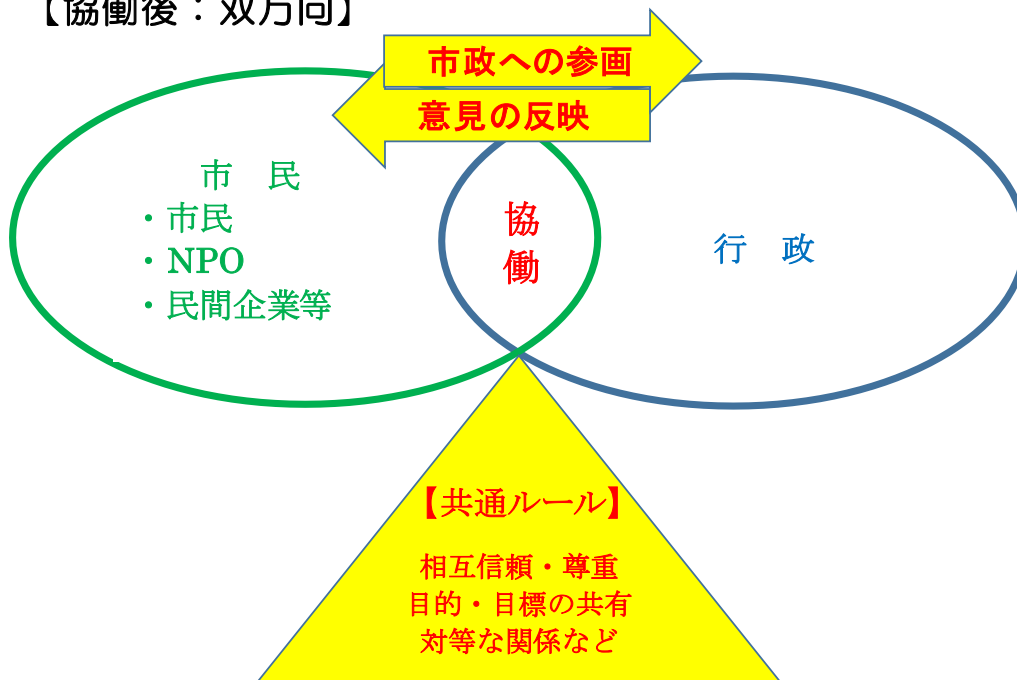 【協働後：双方向】
市政への参画
意見の反映
市　民
・市民
・NPO
・民間企業等
協
働
行　政
【共通ルール】
相互信頼・尊重
目的・目標の共有
対等な関係など